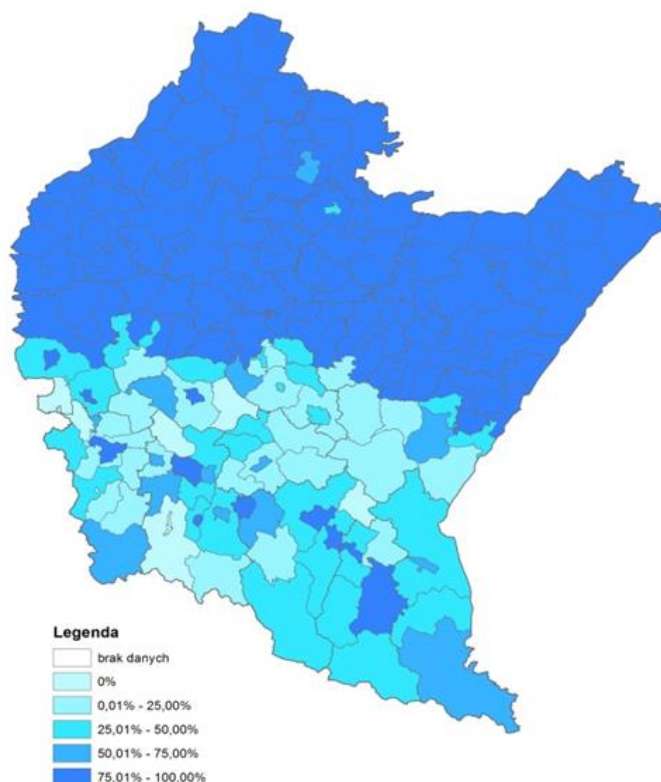 Legenda
brak danych
0%
0,01% - 25,00%
25,01% - 50,00%
50,01% - 75,00%
75,01% - 100,00%